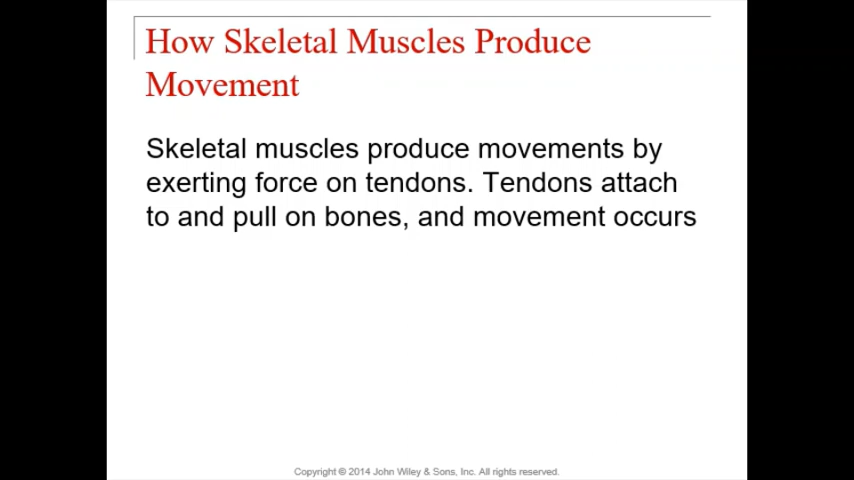 How Skeletal Muscles Produce
Movement
Skeletal muscles produce movements by
exerting force on tendons. Tendons attach
to and pull on bones, and movement occurs
Copyright © 2014 John Wiley & Sons, Inc. All rights reserved.